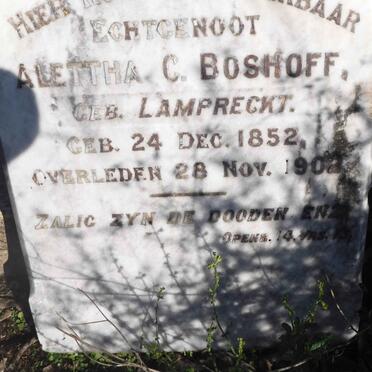 HIER
ECHTGENOOT
ALETTHA C. BOSHOFF,
GEB. LAMPRECKT.
GEB. 24 DEC. 1852,
OVERLEDEN 28 NOV.
ZALIG ZYN DE DOODEN ENZ.
OPENB. 14.